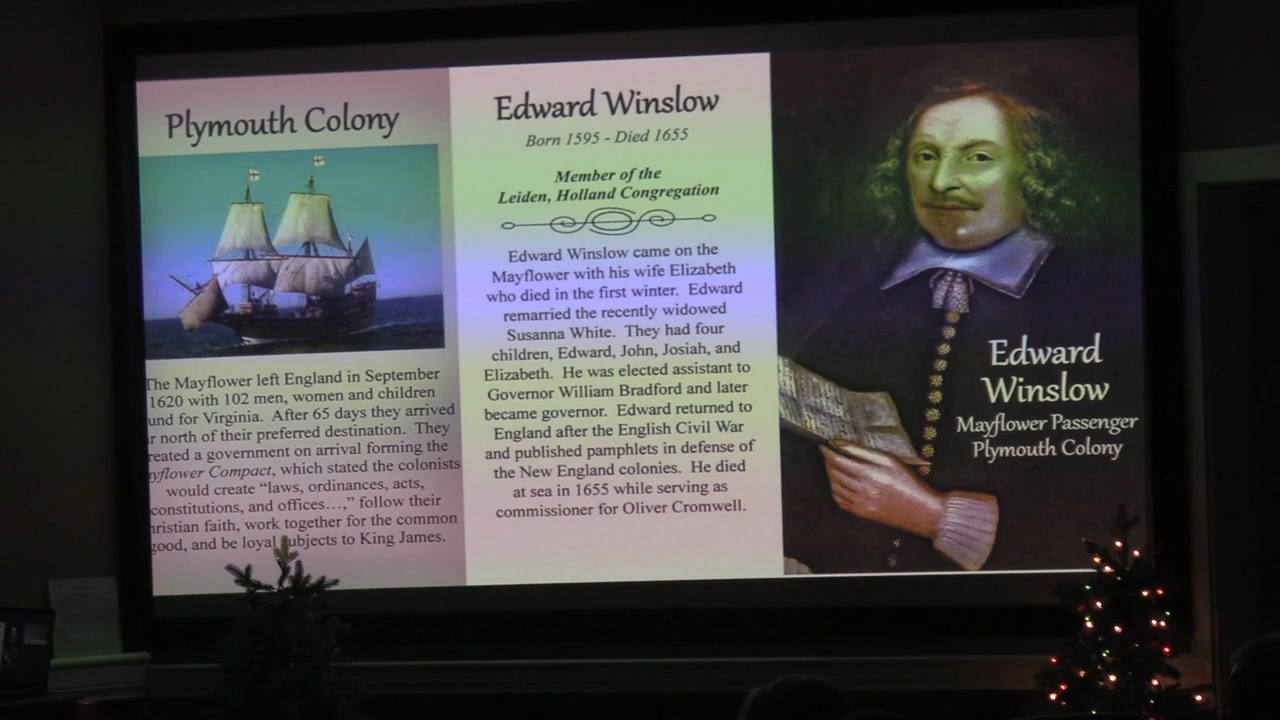 Plymouth Colony
The Mayflower left England in September
1620 with 102 men, women and children
und for Virginia. After 65 days they arrived
r north of their preferred destination. They
reated a government on arrival forming the
yflower Compact, which stated the colonists
would create “laws, ordinances, acts,
constitutions, and offices…,” follow their
hristian faith, work together for the common
good, and be loyal subjects to King James.
Edward Winslow
Born 1595 - Died 1655
Member of the
Leiden, Holland Congregation
Edward Winslow came on the
Mayflower with his wife Elizabeth
who died in the first winter. Edward
remarried the recently widowed
Susanna White. They had four
children, Edward, John, Josiah, and
Elizabeth. He was elected assistant to
Governor William Bradford and later
became governor. Edward returned to
England after the English Civil War
and published pamphlets in defense of
the New England colonies. He died
at sea in 1655 while serving as
commissioner for Oliver Cromwell.
Edward
Winslow
Mayflower Passenger
Plymouth Colony